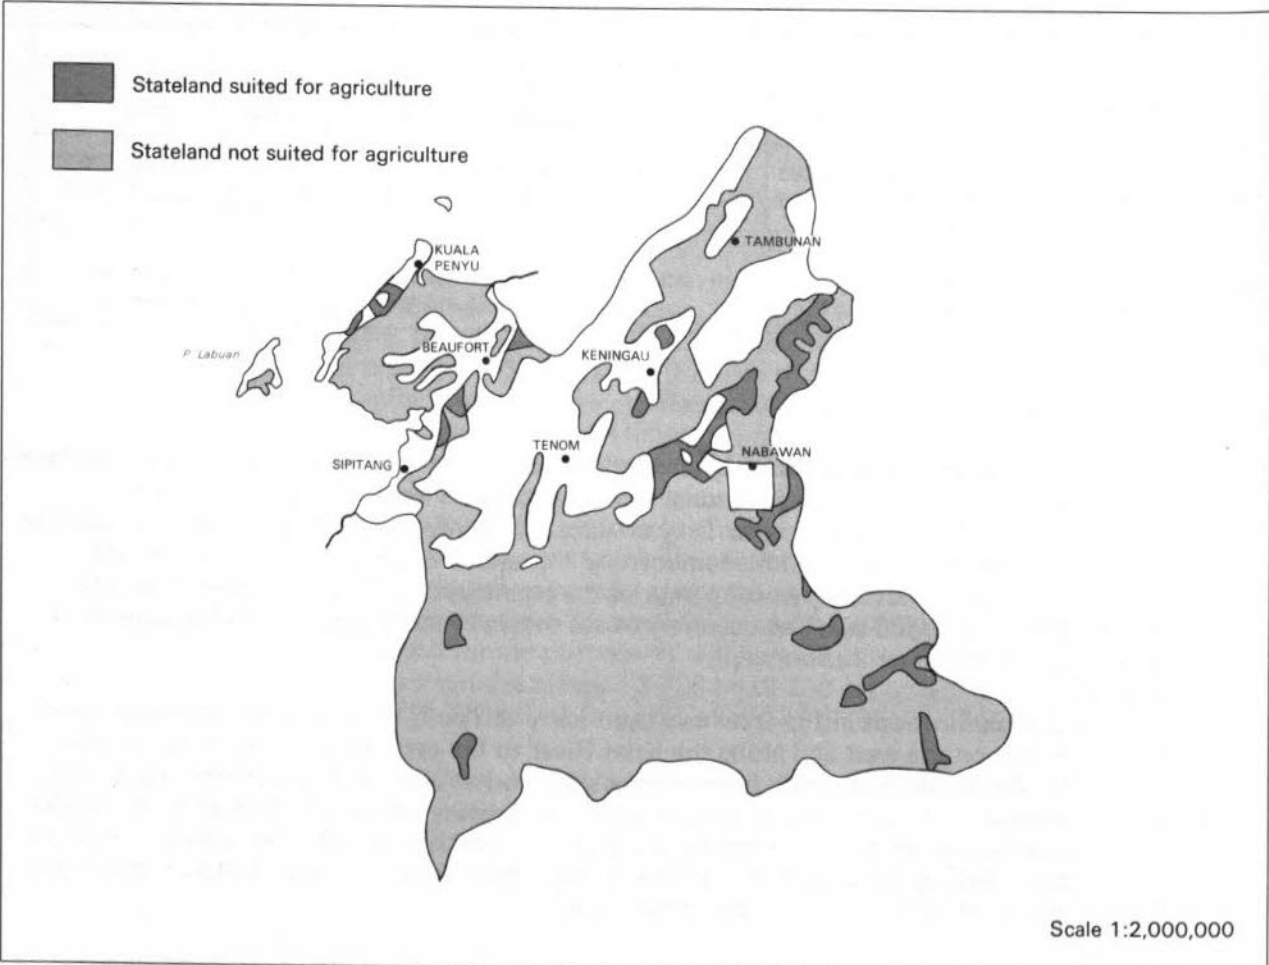 Stateland suited for agriculture
Stateland not suited for agriculture
KUALA
PENYU
TAMBUNAN
P. Labuan
BEAUFORT
KENINGAU
TENOM
NABAWAN
SIPITANG
Scale 1:2,000,000